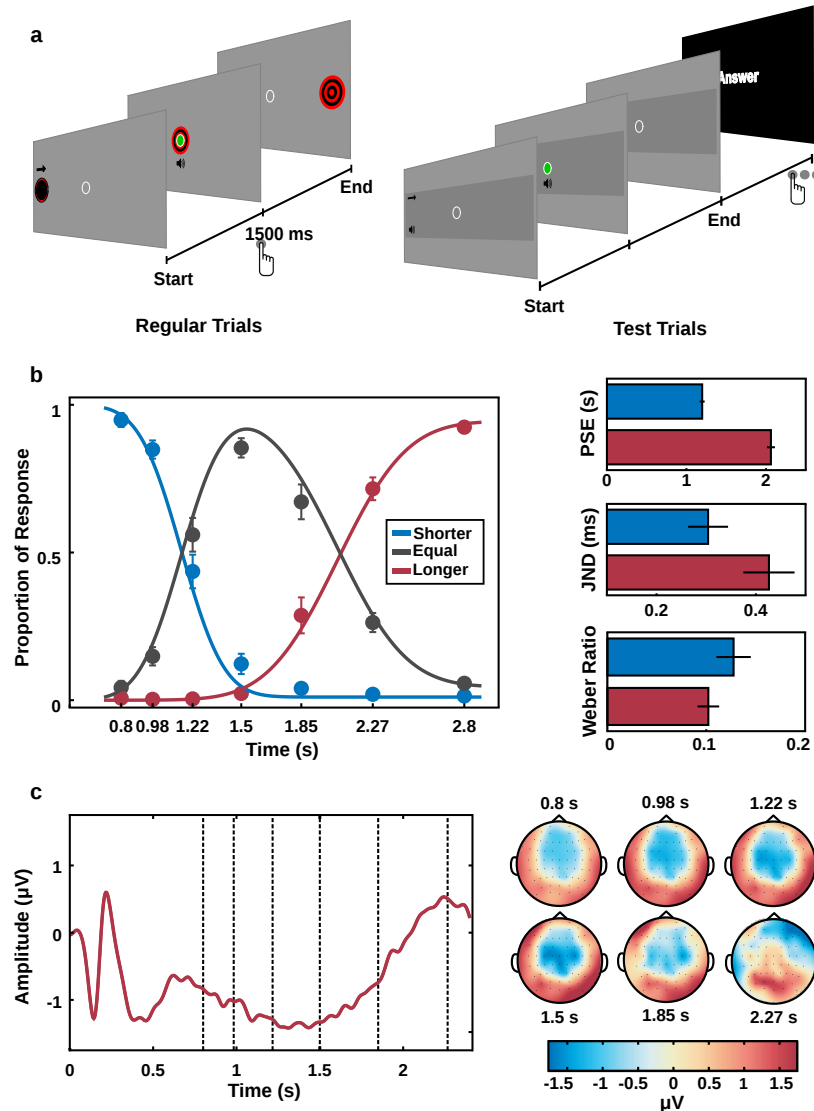 a
Answer
End
1500 ms
Start
Regular Trials
End
Start
Test Trials
b
Proportion of Response
1
0.5
0
0.8 0.98 1.22 1.5 1.85 2.27 2.8
Time (s)
Shorter
Equal
Longer
PSE (s)
0 1 2
JND (ms)
0.2 0.4
Weber Ratio
0 0.1 0.2
c
Amplitude (µV)
1
0
-1
0 0.5 1 1.5 2
Time (s)
0.8 s 0.98 s 1.22 s
1.5 s 1.85 s 2.27 s
-1.5 -1 -0.5 0 0.5 1 1.5
µV